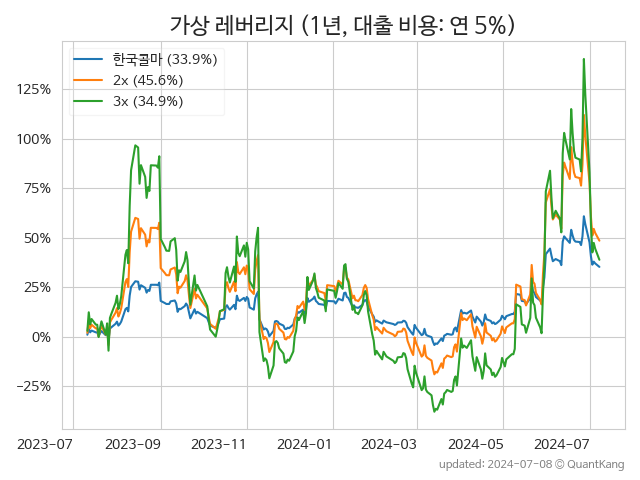 가상 레버리지 (1년, 대출 비용: 연 5%)
한국콜마 (33.9%)
2x (45.6%)
3x (34.9%)
125%
100%
75%
50%
25%
0%
−25%
2023-07 2023-09 2023-11 2024-01 2024-03 2024-05 2024-07
updated: 2024-07-08 © QuantKang